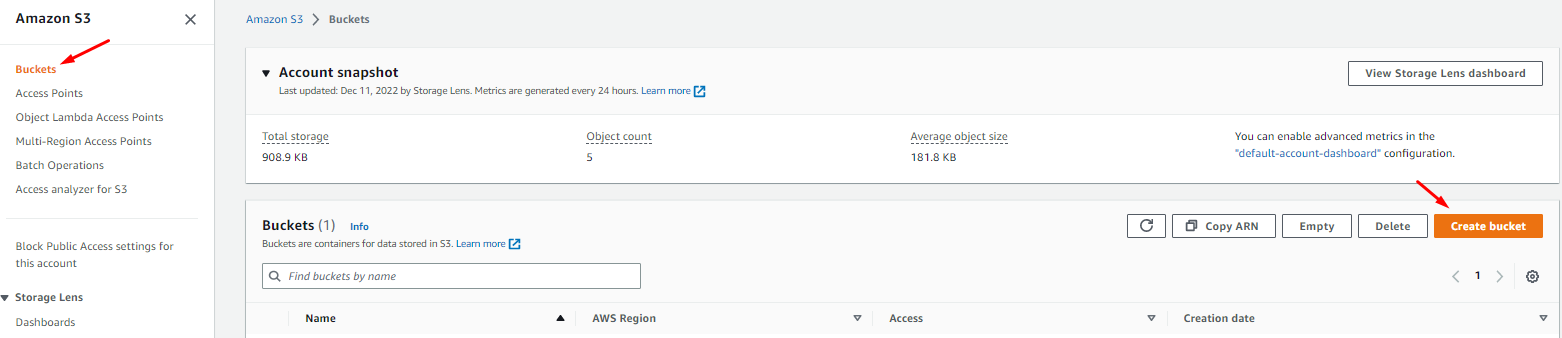 Amazon S3
Buckets
Access Points
Object Lambda Access Points
Multi-Region Access Points
Batch Operations
Access analyzer for S3
Block Public Access settings for
this account
Storage Lens
Dashboards
Amazon S3 > Buckets
Account snapshot
Last updated: Dec 11, 2022 by Storage Lens. Metrics are generated every 24 hours. Learn more
View Storage Lens dashboard
Total storage
908.9 KB
Object count
5
Average object size
181.8 KB
You can enable advanced metrics in the
"default-account-dashboard" configuration.
Buckets (1) Info
Buckets are containers for data stored in S3. Learn more
Copy ARN Empty Delete Create bucket
Find buckets by name
1
Name AWS Region Access Creation date